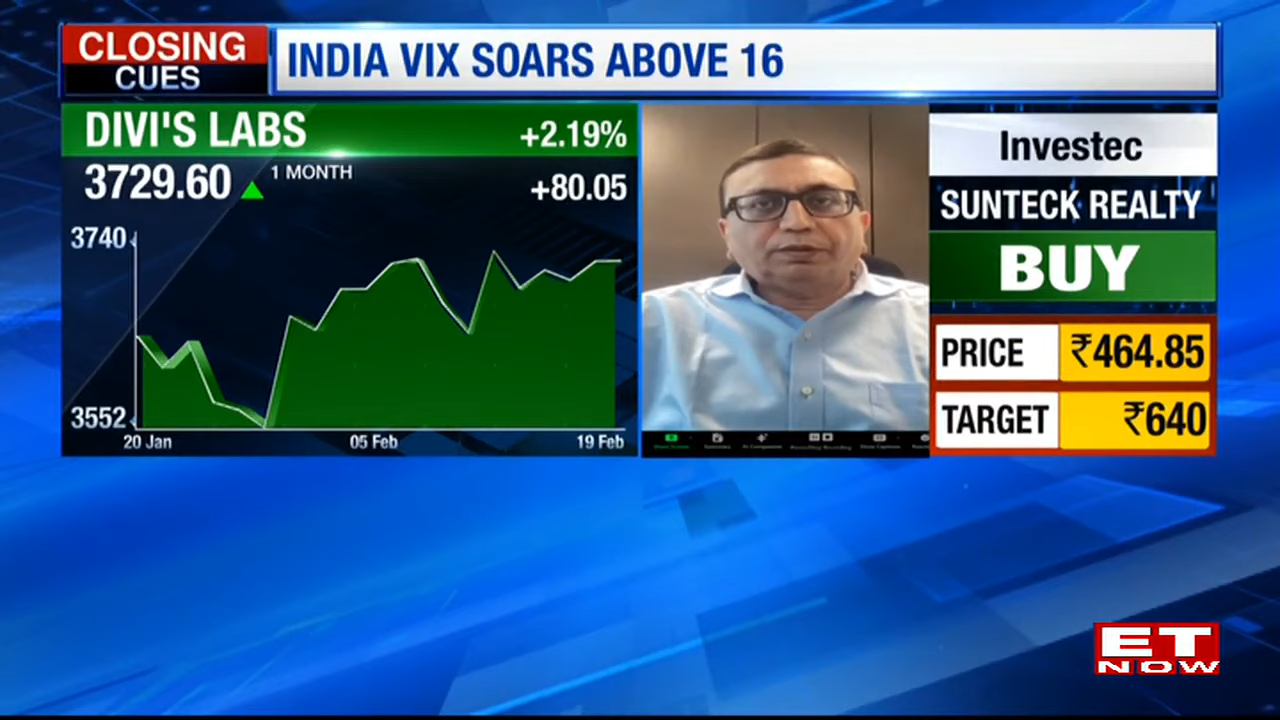 CLOSING
CUES
INDIA VIX SOARS ABOVE 16
DIVI'S LABS +2.19%
3729.60 1 MONTH +80.05
3740
3552
20 Jan 05 Feb 19 Feb
Investec
SUNTECK REALTY
BUY
PRICE ₹464.85
TARGET ₹640
ET
NOW